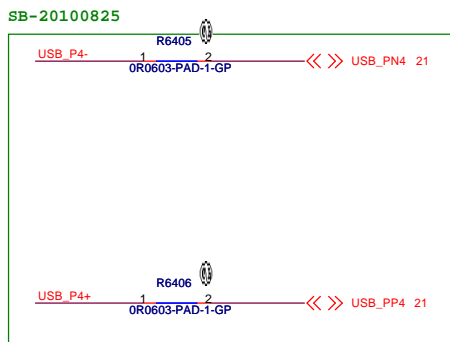 SB-20100825
R6405
USB_P4- 1 2 USB_PN4 21
0R0603-PAD-1-GP
R6406
USB_P4+ 1 2 USB_PP4 21
0R0603-PAD-1-GP